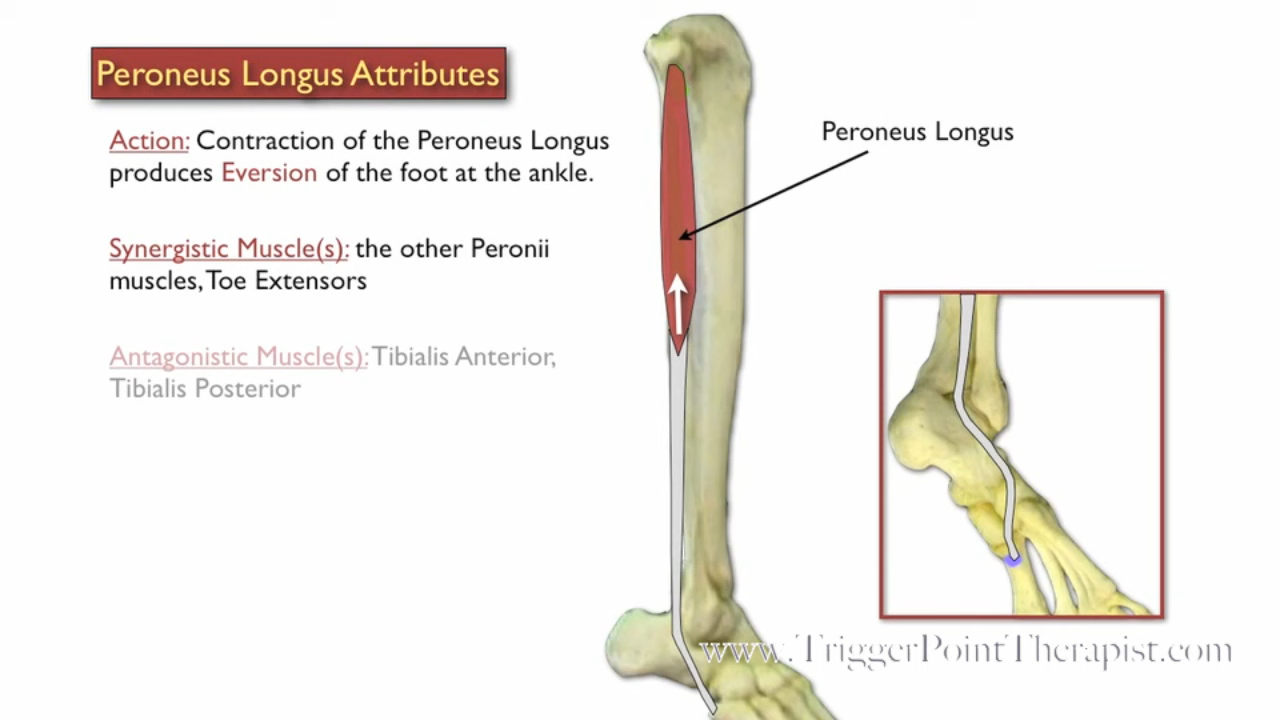 Peroneus Longus Attributes
Action: Contraction of the Peroneus Longus
produces Eversion of the foot at the ankle.
Synergistic Muscle(s): the other Peronii
muscles, Toe Extensors
Antagonistic Muscle(s): Tibialis Anterior,
Tibialis Posterior
Peroneus Longus
www.TriggerPointTherapist.com